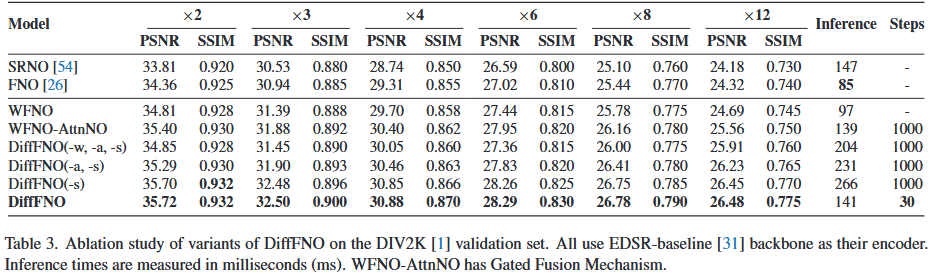 Model ×2 ×3 ×4 ×6 ×8 ×12 Inference Steps
PSNR SSIM PSNR SSIM PSNR SSIM PSNR SSIM PSNR SSIM PSNR SSIM
SRNO [54] 33.81 0.920 30.53 0.880 28.74 0.850 26.59 0.800 25.10 0.760 24.18 0.730 147 -
FNO [26] 34.36 0.925 30.94 0.885 29.31 0.855 27.02 0.810 25.44 0.770 24.32 0.740 85 -
WFNO 34.81 0.928 31.39 0.888 29.70 0.858 27.44 0.815 25.78 0.775 24.69 0.745 97 -
WFNO-AttnNO 35.40 0.930 31.88 0.892 30.40 0.862 27.95 0.820 26.16 0.780 25.56 0.750 139 1000
DiffFNO(-w, -a, -s) 34.85 0.928 31.45 0.890 30.05 0.860 27.36 0.815 26.00 0.775 25.91 0.760 204 1000
DiffFNO(-a, -s) 35.29 0.930 31.90 0.893 30.46 0.863 27.83 0.820 26.41 0.780 26.23 0.765 231 1000
DiffFNO(-s) 35.70 0.932 32.48 0.896 30.85 0.866 28.26 0.825 26.75 0.785 26.45 0.770 266 1000
DiffFNO 35.72 0.932 32.50 0.900 30.88 0.870 28.29 0.830 26.78 0.790 26.48 0.775 141 30
Table 3. Ablation study of variants of DiffFNO on the DIV2K [1] validation set. All use EDSR-baseline [31] backbone as their encoder.
Inference times are measured in milliseconds (ms). WFNO-AttnNO has Gated Fusion Mechanism.